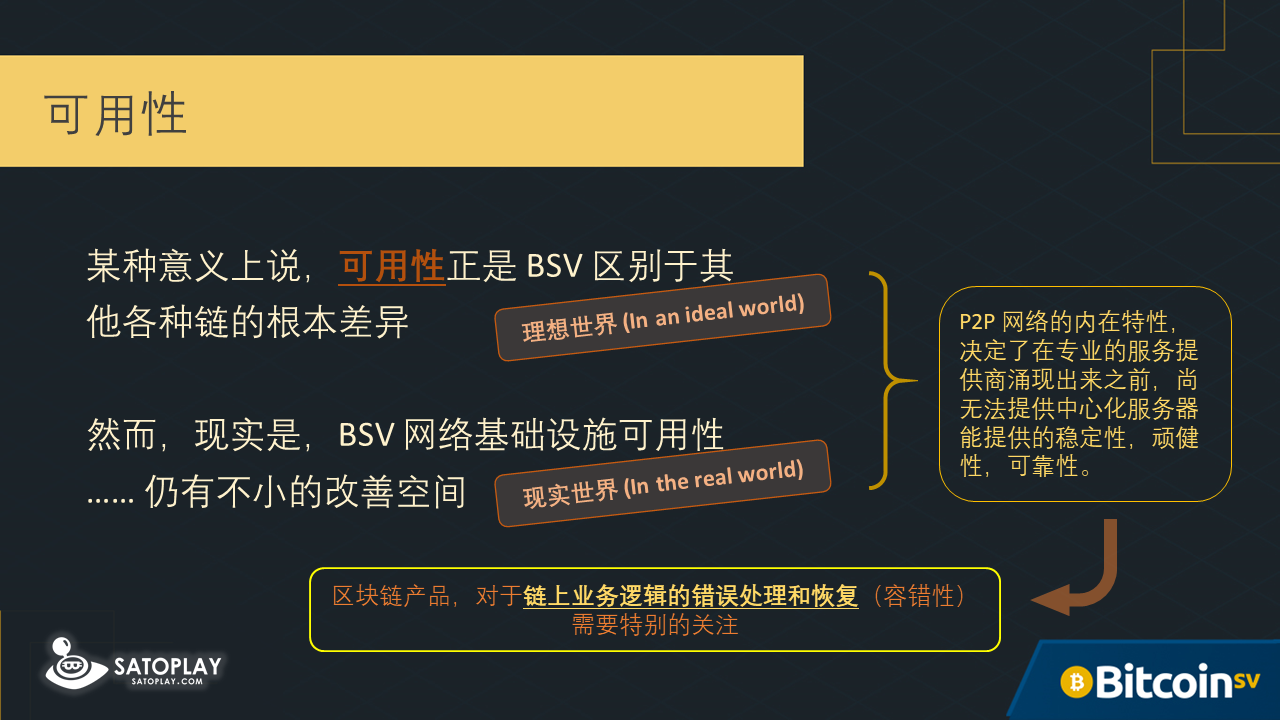 可用性
某种意义上说，可用性正是 BSV 区别于其
他各种链的根本差异
理想世界 (In an ideal world)
然而，现实是，BSV 网络基础设施可用性
…… 仍有不小的改善空间
现实世界 (In the real world)
P2P 网络的内在特性，
决定了在专业的服务提
供商涌现出来之前，尚
无法提供中心化服务器
能提供的稳定性，顽健
性，可靠性。
区块链产品，对于链上业务逻辑的错误处理和恢复（容错性）
需要特别的关注
SATOPLAY
SATOPLAY.COM
Bitcoin SV